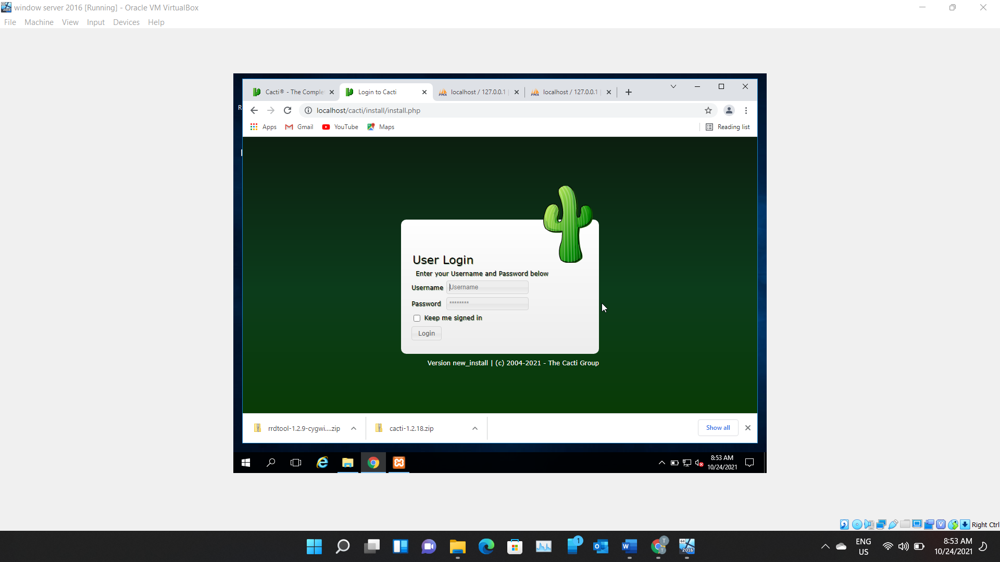 window server 2016 [Running] - Oracle VM VirtualBox
File Machine View Input Devices Help
Cacti® - The Comple
Login to Cacti
localhost / 127.0.0.1
localhost / 127.0.0.1
localhost/cacti/install/install.php
Apps
Gmail
YouTube
Maps
Reading list
R
User Login
Enter your Username and Password below
Username
Username
Password
********
Keep me signed in
Login
Version new_install | (c) 2004-2021 - The Cacti Group
rrdtool-1.2.9-cygwi....zip
cacti-1.2.18.zip
Show all
8:53 AM
10/24/2021
Right Ctrl
ENG
US
8:53 AM
10/24/2021